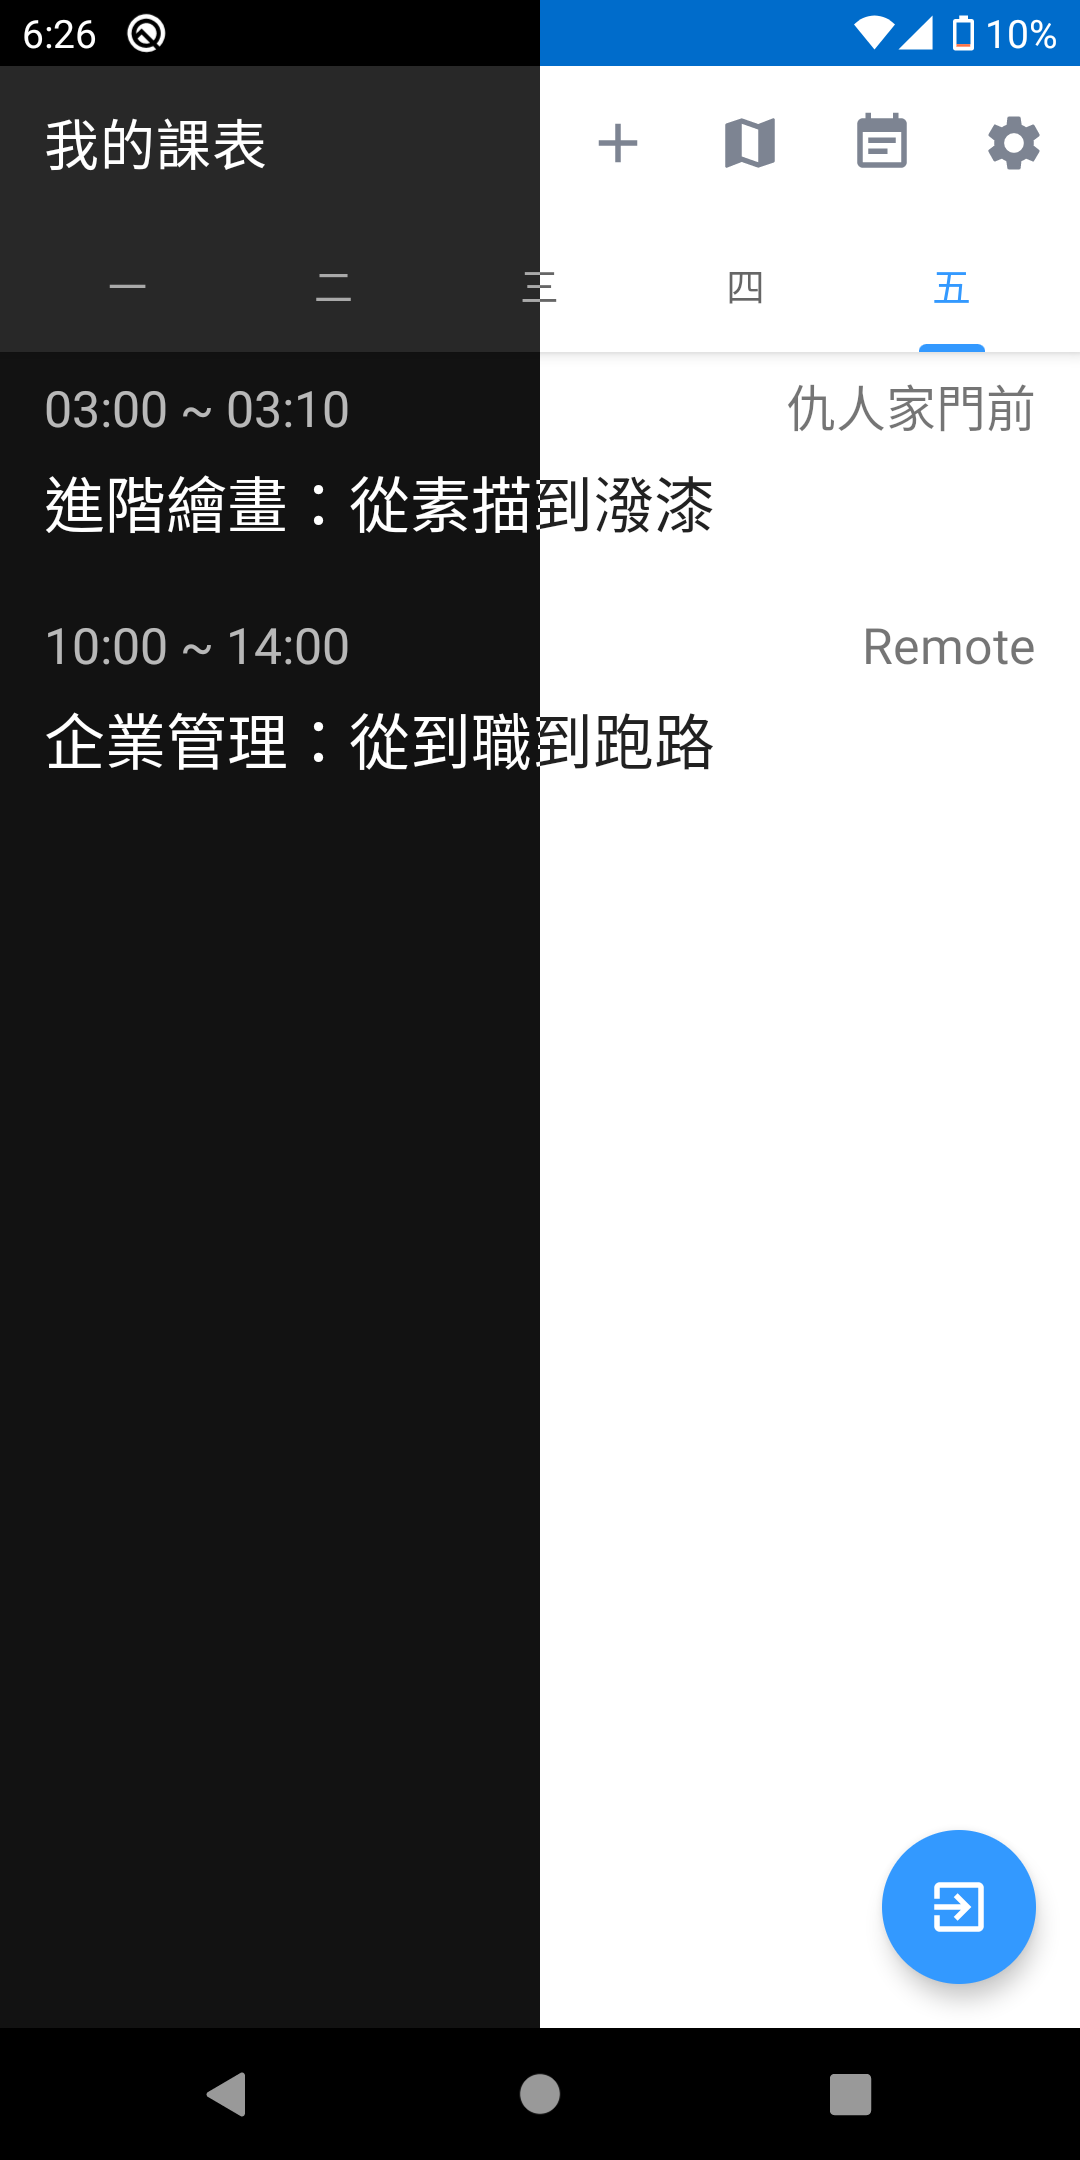 6:26 10%
我的課表
一 二 三 四 五
03:00 ~ 03:10 仇人家門前
進階繪畫：從素描到潑漆
10:00 ~ 14:00 Remote
企業管理：從到職到跑路